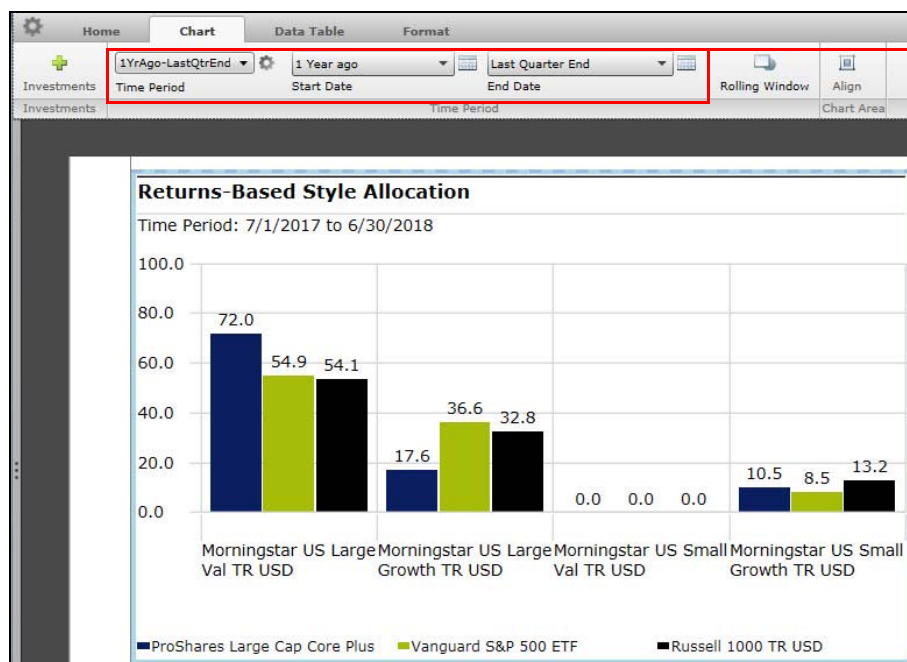 Home Chart Data Table Format
1YrAgo-LastQtrEnd 1 Year ago Last Quarter End
Investments Time Period Start Date End Date Rolling Window Align
Investments Time Period Chart Area
Returns-Based Style Allocation
Time Period: 7/1/2017 to 6/30/2018
100.0
80.0
72.0
60.0
54.9 54.1
40.0
36.6 32.8
20.0
17.6
10.5 8.5 13.2
0.0
0.0 0.0 0.0
Morningstar US Large Val TR USD
Morningstar US Large Growth TR USD
Morningstar US Small Val TR USD
Morningstar US Small Growth TR USD
ProShares Large Cap Core Plus Vanguard S&P 500 ETF Russell 1000 TR USD